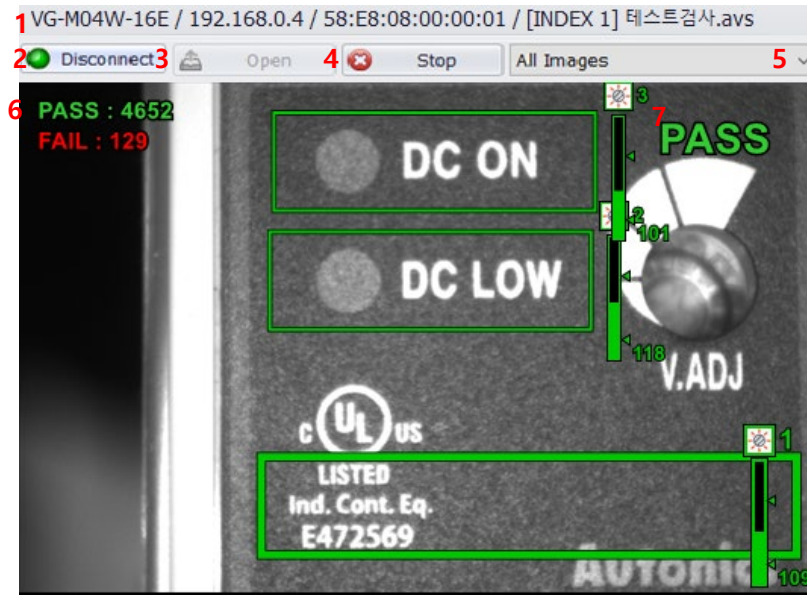 1 VG-M04W-16E / 192.168.0.4 / 58:E8:08:00:00:01 / [INDEX 1] 테스트검사.avs
2 Disconnect 3 Open 4 Stop All Images 5
6 PASS : 4652
FAIL : 129
3
7
PASS
DC ON
2
101
DC LOW
118
V.ADJ
C UL US
1
LISTED
Ind. Cont. Eq.
E472569
Autonics
109